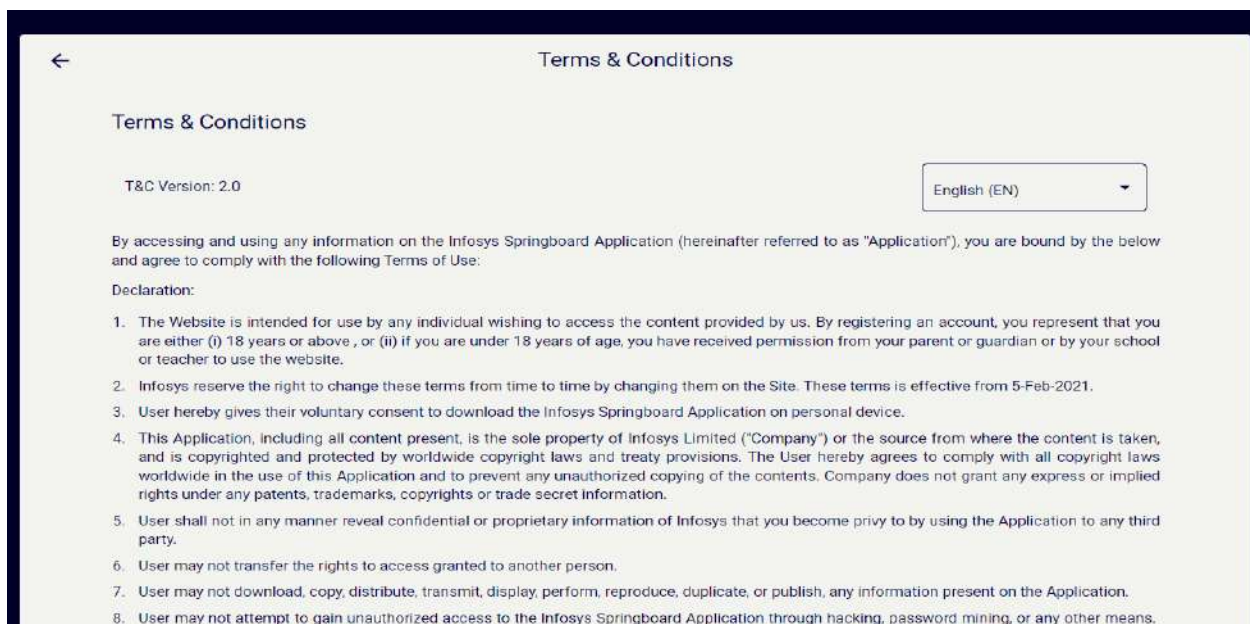 Terms & Conditions
Terms & Conditions
T&C Version: 2.0
English (EN)
By accessing and using any information on the Infosys Springboard Application (hereinafter referred to as "Application"), you are bound by the below
and agree to comply with the following Terms of Use:
Declaration:
1. The Website is intended for use by any individual wishing to access the content provided by us. By registering an account, you represent that you
are either (i) 18 years or above , or (ii) if you are under 18 years of age, you have received permission from your parent or guardian or by your school
or teacher to use the website.
2. Infosys reserve the right to change these terms from time to time by changing them on the Site. These terms is effective from 5-Feb-2021.
3. User hereby gives their voluntary consent to download the Infosys Springboard Application on personal device.
4. This Application, including all content present, is the sole property of Infosys Limited ("Company") or the source from where the content is taken,
and is copyrighted and protected by worldwide copyright laws and treaty provisions. The User hereby agrees to comply with all copyright laws
worldwide in the use of this Application and to prevent any unauthorized copying of the contents. Company does not grant any express or implied
rights under any patents, trademarks, copyrights or trade secret information.
5. User shall not in any manner reveal confidential or proprietary information of Infosys that you become privy to by using the Application to any third
party.
6. User may not transfer the rights to access granted to another person.
7. User may not download, copy, distribute, transmit, display, perform, reproduce, duplicate, or publish, any information present on the Application.
8. User may not attempt to gain unauthorized access to the Infosys Springboard Application through hacking, password mining, or any other means.